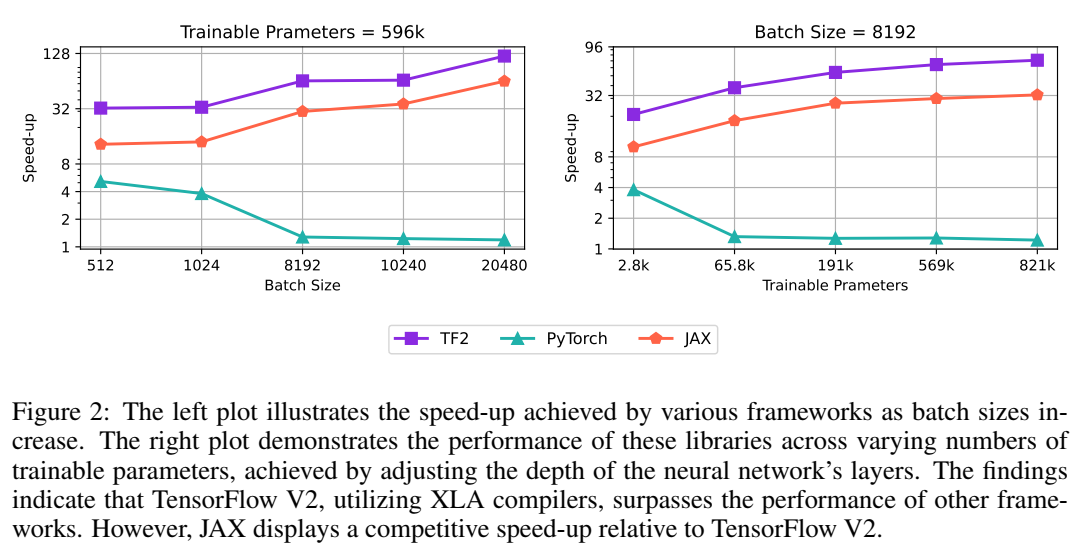 Trainable Prameters = 596k
128
32
8
4
2
1
Speed-up
512 1024 8192 10240 20480
Batch Size
Batch Size = 8192
96
32
8
4
2
1
Speed-up
2.8k 65.8k 191k 569k 821k
Trainable Prameters
TF2 PyTorch JAX
Figure 2: The left plot illustrates the speed-up achieved by various frameworks as batch sizes in-
crease. The right plot demonstrates the performance of these libraries across varying numbers of
trainable parameters, achieved by adjusting the depth of the neural network's layers. The findings
indicate that TensorFlow V2, utilizing XLA compilers, surpasses the performance of other frame-
works. However, JAX displays a competitive speed-up relative to TensorFlow V2.